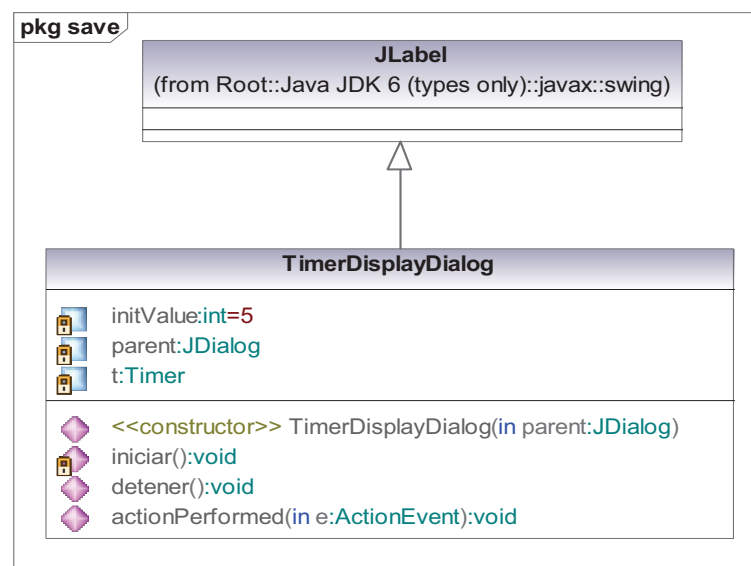 pkg save
JLabel
(from Root::Java JDK 6 (types only)::javax::swing)
TimerDisplayDialog
initValue:int=5
parent:JDialog
t:Timer
<<constructor>> TimerDisplayDialog(in parent:JDialog)
iniciar():void
detener():void
actionPerformed(in e:ActionEvent):void